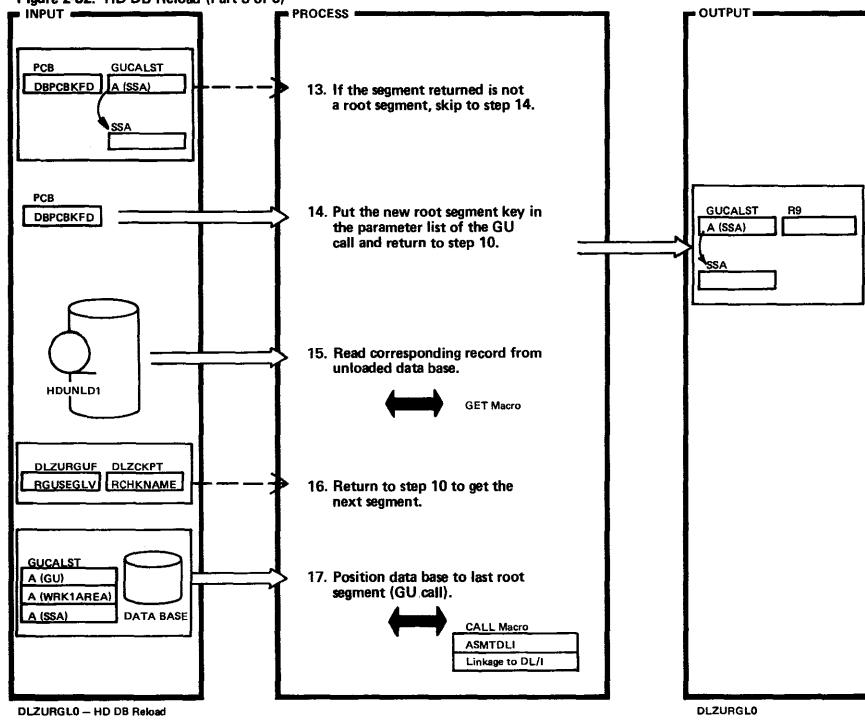 Figure 2-32. HD DB Reload (Part 3 of 6)
INPUT
PROCESS
OUTPUT
PCB
GUCALST
DBPCBKFD
A (SSA)
SSA
13. If the segment returned is not
a root segment, skip to step 14.
PCB
DBPCBKFD
14. Put the new root segment key in
the parameter list of the GU
call and return to step 10.
GUCALST
R9
A (SSA)
SSA
HDUNLD1
15. Read corresponding record from
unloaded data base.
GET Macro
DLZURGUF
DLZCKPT
RGUSEGLV
RCHKNAME
16. Return to step 10 to get the
next segment.
GUCALST
A (GU)
A (WRK1AREA)
A (SSA)
DATA BASE
17. Position data base to last root
segment (GU call).
CALL Macro
ASMTDLI
Linkage to DL/I
DLZURGL0 – HD DB Reload
DLZURGL0